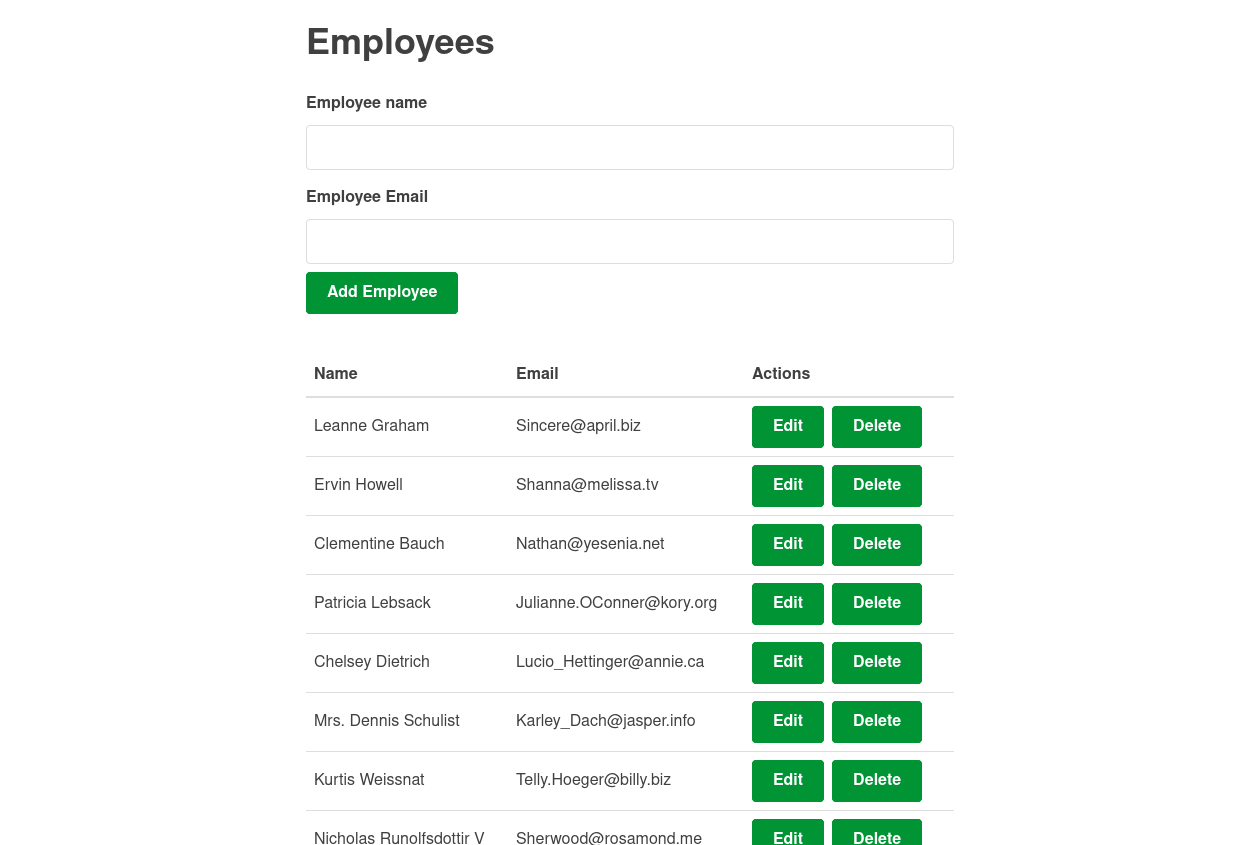 Employees
Employee name
Employee Email
Add Employee
Name Email Actions
Leanne Graham Sincere@april.biz Edit Delete
Ervin Howell Shanna@melissa.tv Edit Delete
Clementine Bauch Nathan@yesenia.net Edit Delete
Patricia Lebsack Julianne.OConner@kory.org Edit Delete
Chelsey Dietrich Lucio_Hettinger@annie.ca Edit Delete
Mrs. Dennis Schulist Karley_Dach@jasper.info Edit Delete
Kurtis Weissnat Telly.Hoeger@billy.biz Edit Delete
Nicholas Runolfsdottir V Sherwood@rosamond.me Edit Delete